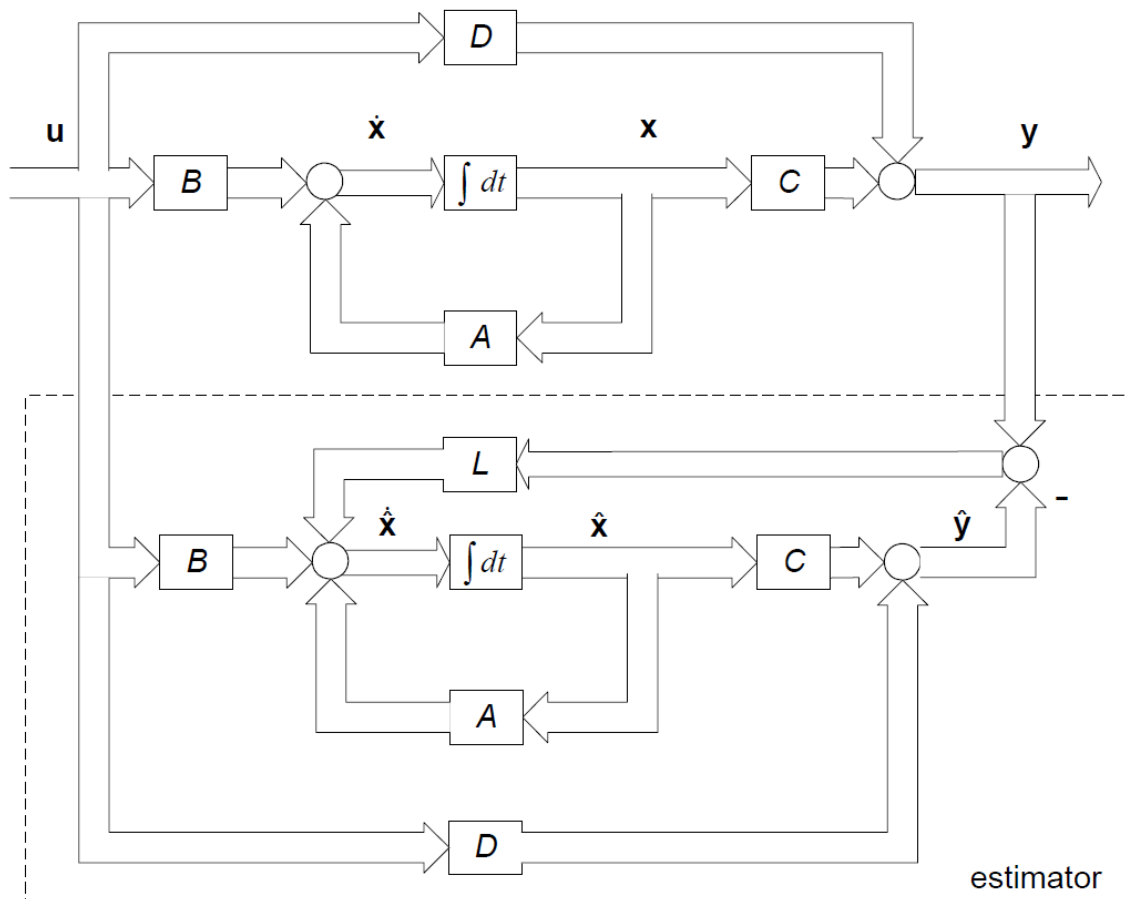 D
u ẋ x y
B ∫ dt C
A
L
-
x̂̇ x̂ ŷ
B ∫ dt C
A
D
estimator